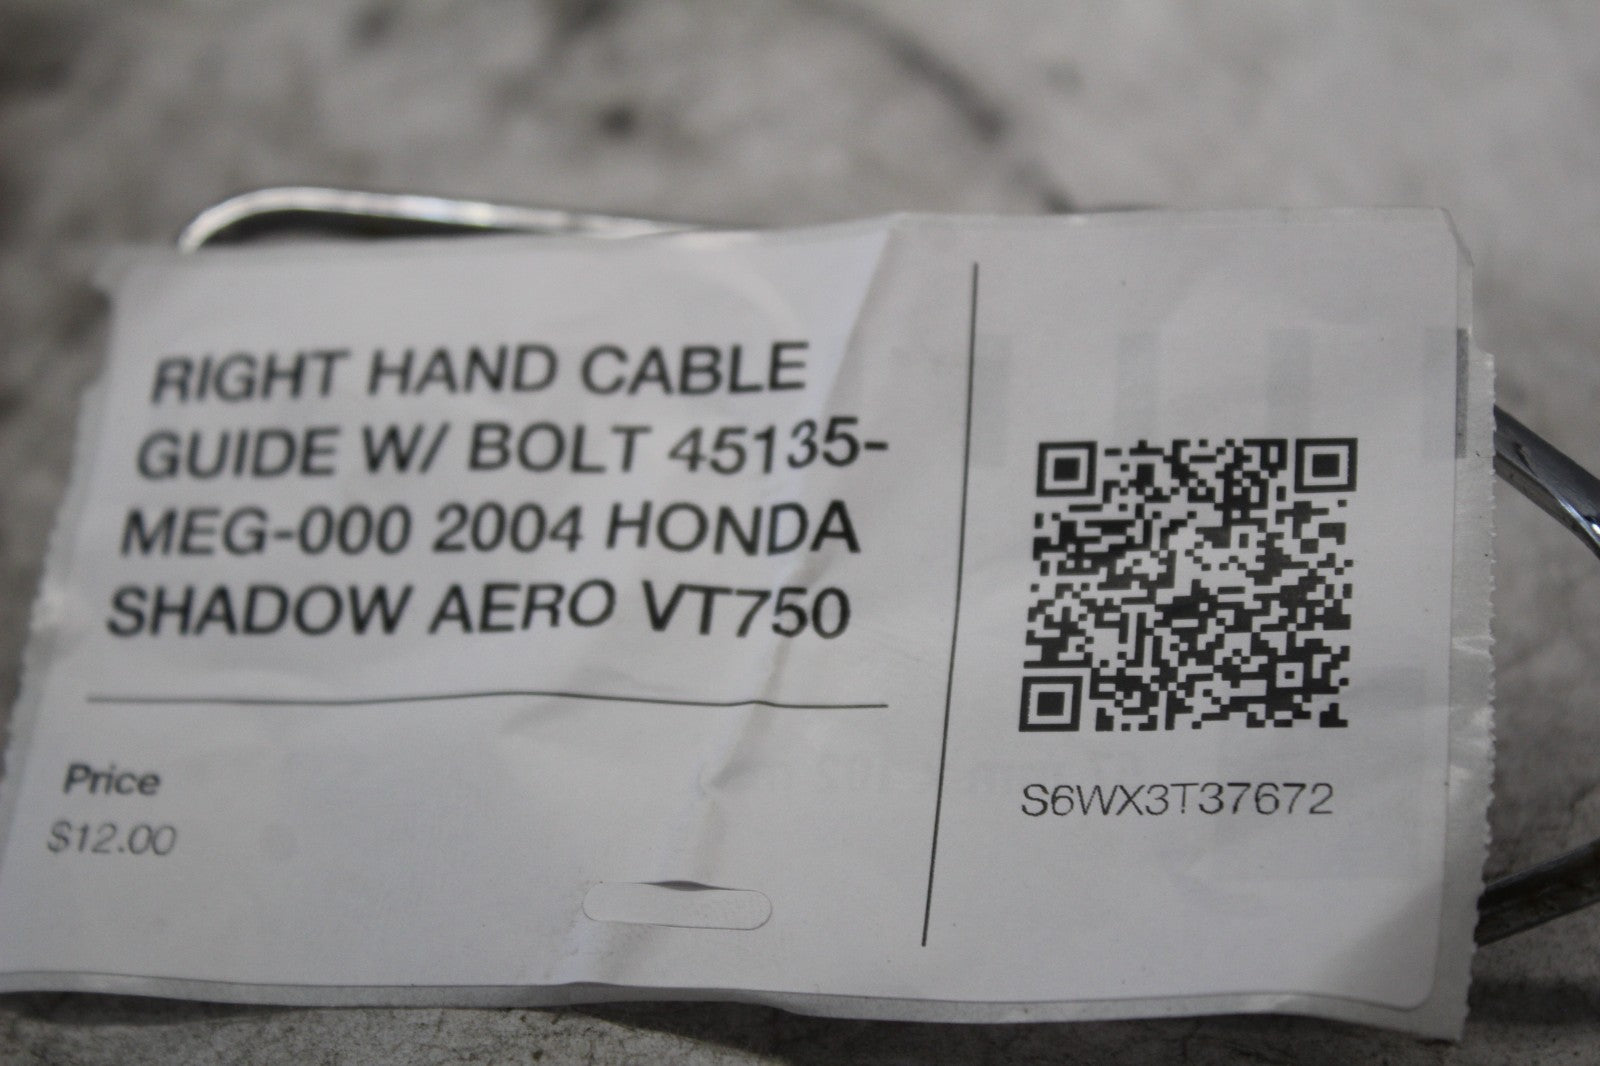 RIGHT HAND CABLE
GUIDE W/ BOLT 45135-
MEG-000 2004 HONDA
SHADOW AERO VT750
Price
$12.00
S6WX3T37672